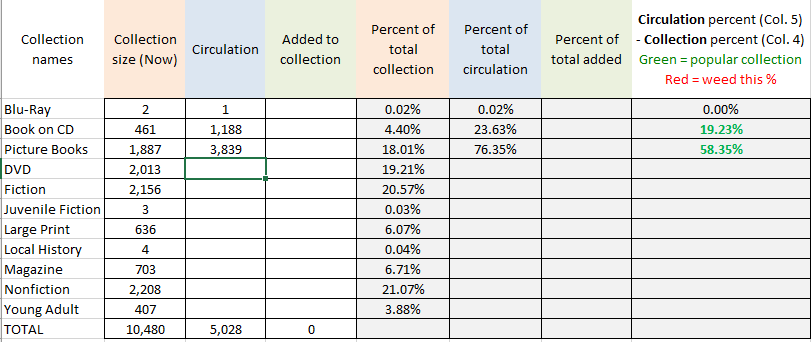 Collection names | Collection size (Now) | Circulation | Added to collection | Percent of total collection | Percent of total circulation | Percent of total added | Circulation percent (Col. 5) - Collection percent (Col. 4) Green = popular collection Red = weed this %
Blu-Ray | 2 | 1 | | 0.02% | 0.02% | | 0.00%
Book on CD | 461 | 1,188 | | 4.40% | 23.63% | | 19.23%
Picture Books | 1,887 | 3,839 | | 18.01% | 76.35% | | 58.35%
DVD | 2,013 | | | 19.21% | | |
Fiction | 2,156 | | | 20.57% | | |
Juvenile Fiction | 3 | | | 0.03% | | |
Large Print | 636 | | | 6.07% | | |
Local History | 4 | | | 0.04% | | |
Magazine | 703 | | | 6.71% | | |
Nonfiction | 2,208 | | | 21.07% | | |
Young Adult | 407 | | | 3.88% | | |
TOTAL | 10,480 | 5,028 | 0 | | | |